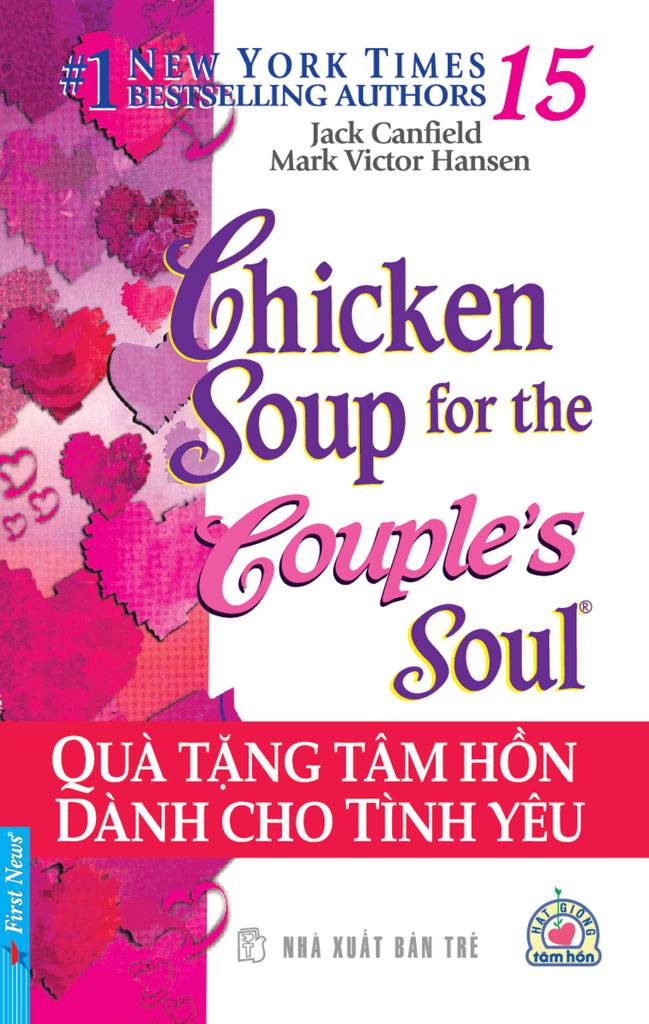 #1 NEW YORK TIMES
BESTSELLING AUTHORS 15
Jack Canfield
Mark Victor Hansen
Chicken
Soup for the
Couple's
Soul®
QUÀ TẶNG TÂM HỒN
DÀNH CHO TÌNH YÊU
First News®
NHÀ XUẤT BẢN TRẺ
HẠT GIỐNG
tâm hồn